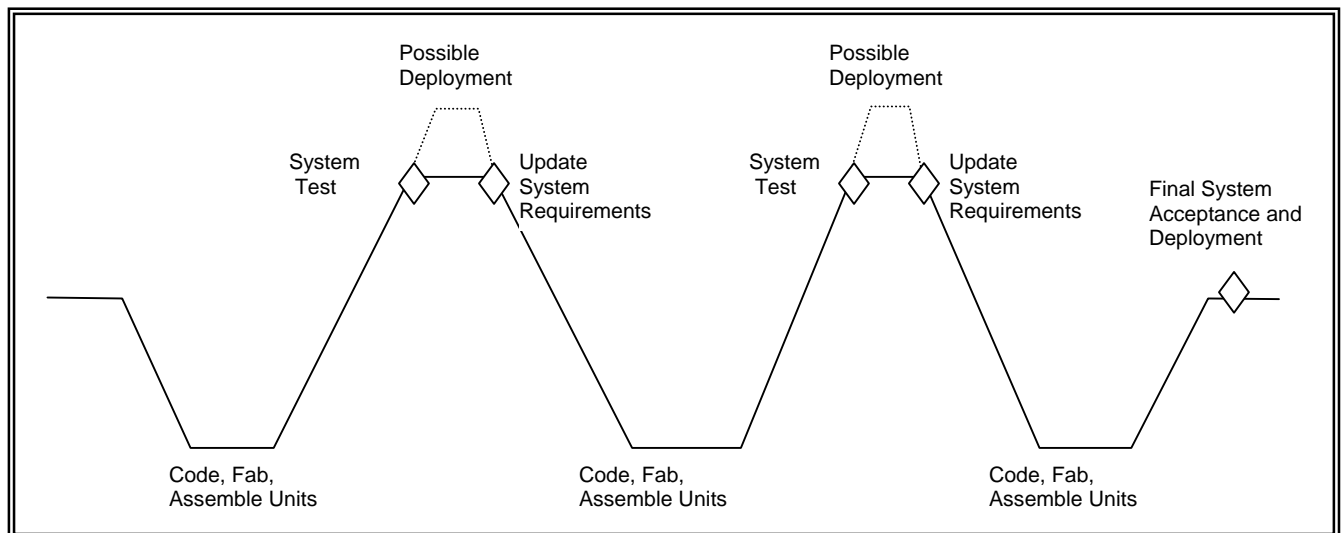 Possible
Deployment
System
Test
Update
System
Requirements
Possible
Deployment
System
Test
Update
System
Requirements
Final System
Acceptance and
Deployment
Code, Fab,
Assemble Units
Code, Fab,
Assemble Units
Code, Fab,
Assemble Units